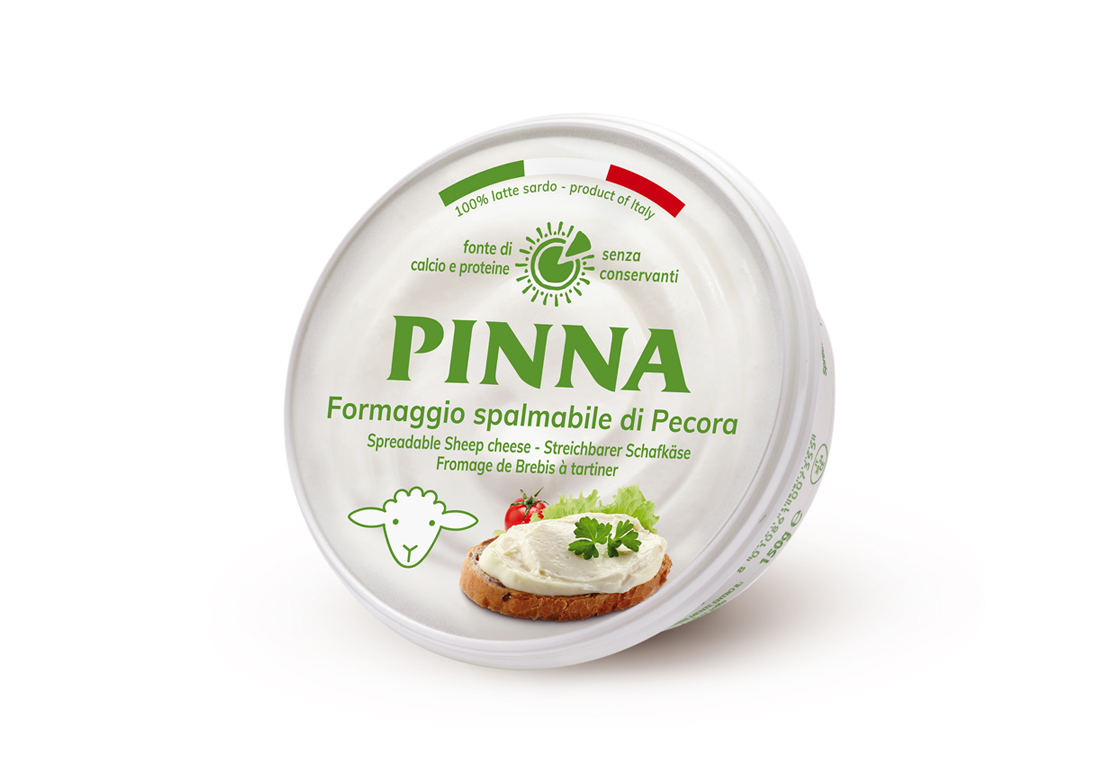 100% latte sardo - product of Italy
fonte di
calcio e proteine
senza
conservanti
PINNA
Formaggio spalmabile di Pecora
Spreadable Sheep cheese - Streichbarer Schafkäse
Fromage de Brebis à tartiner
150g e